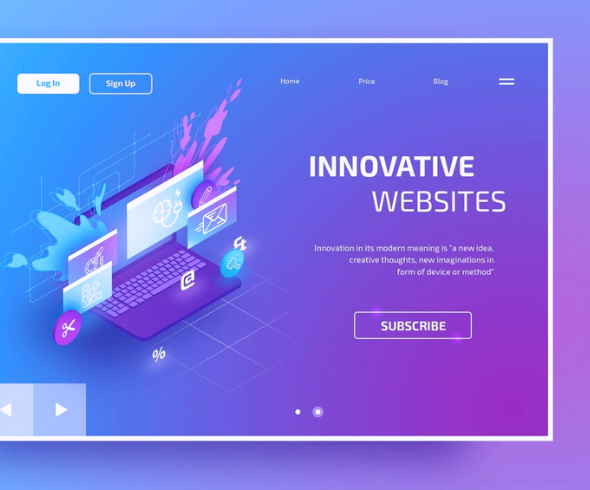 Log In
Sign Up
Home
Price
Blog
INNOVATIVE
WEBSITES
Innovation in its modern meaning is "a new idea,
creative thoughts, new imaginations in
form of device or method"
SUBSCRIBE
%